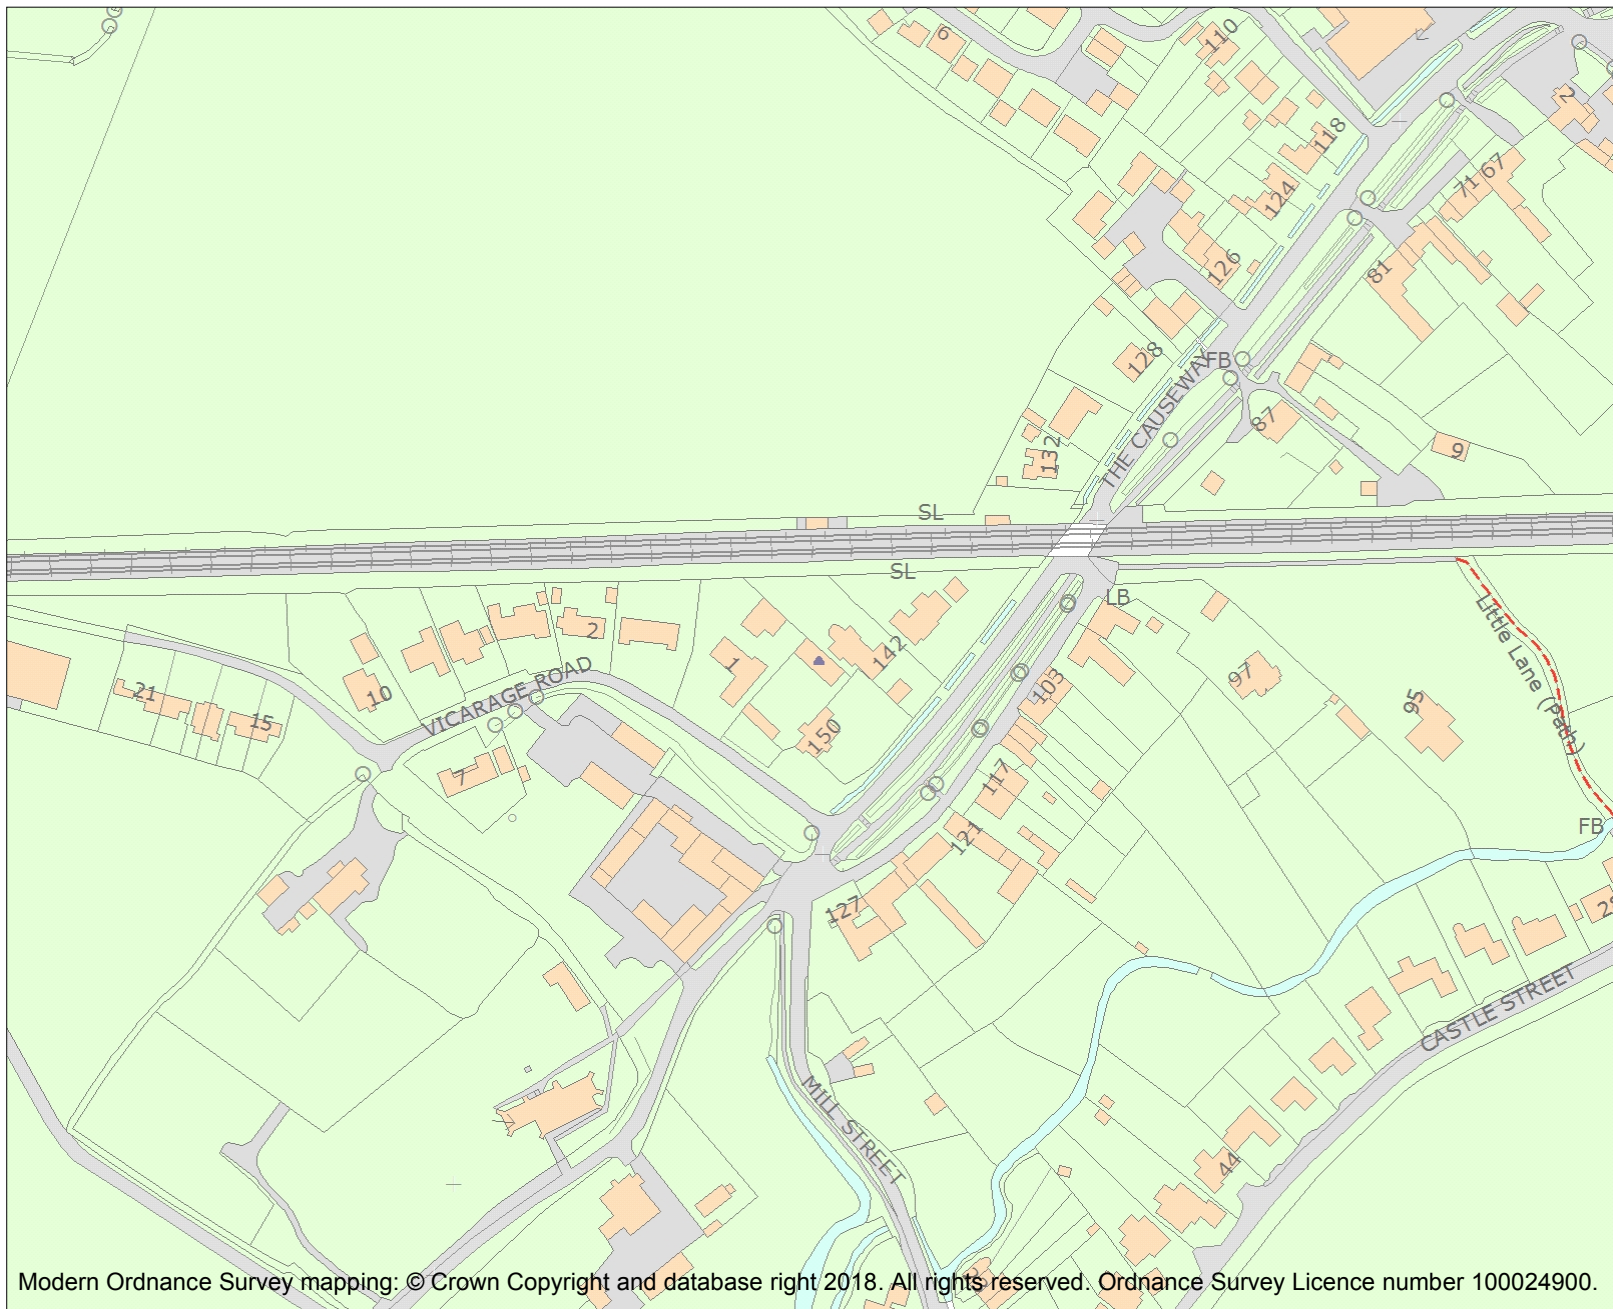 6
110
2
118
71 67
124
126
81
128
FB
THE CAUSEWAY
87
132
9
SL
SL
LB
Little Lane (Path)
2
142
1
97
103
21
10
VICARAGE ROAD
95
15
150
7
117
FB
121
127
CASTLE STREET
MILL STREET
44
Modern Ordnance Survey mapping: © Crown Copyright and database right 2018. All rights reserved. Ordnance Survey Licence number 100024900.